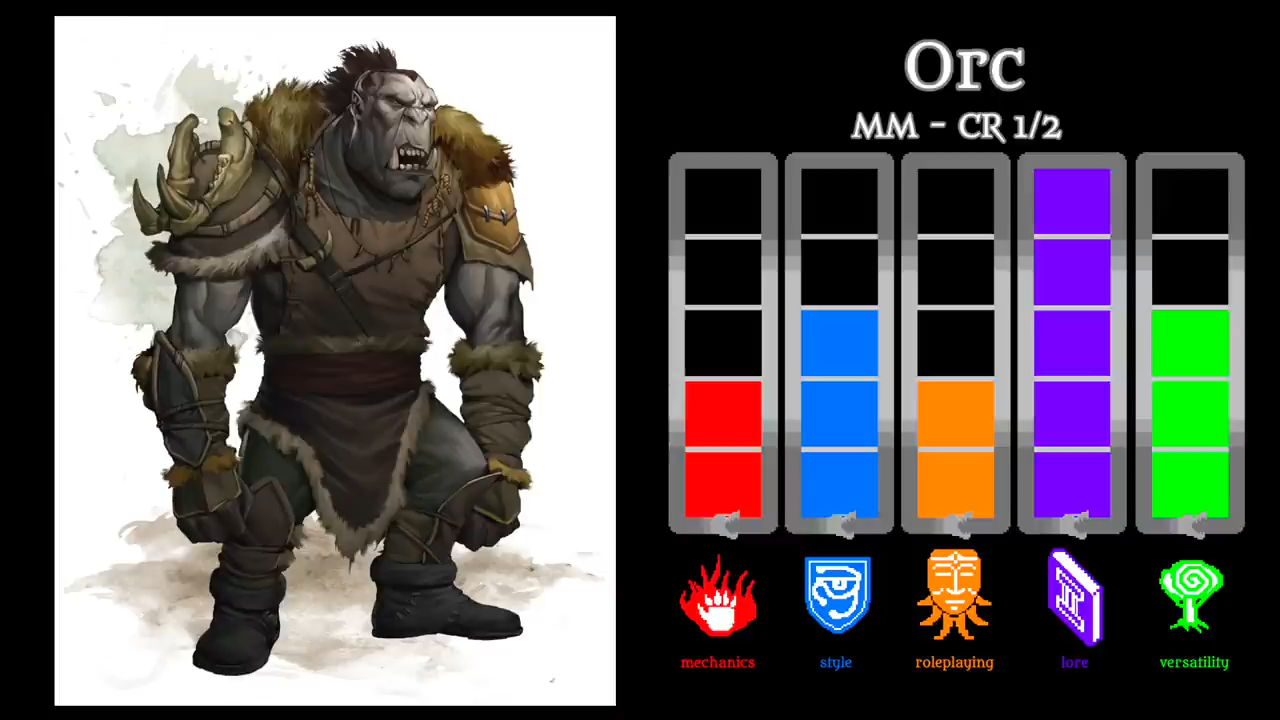 Orc
MM - CR 1/2
mechanics
style
roleplaying
lore
versatility